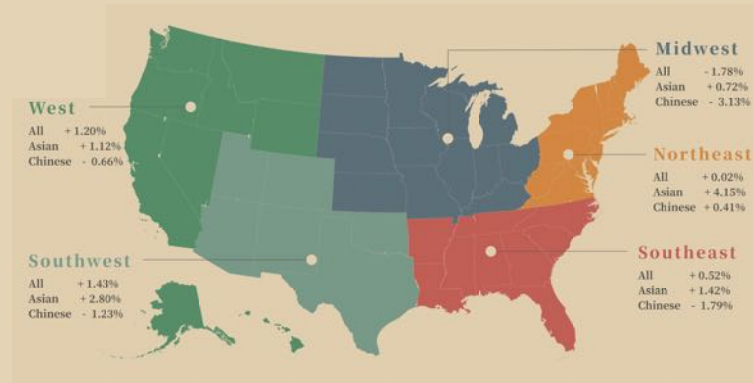 Midwest
All - 1.78%
Asian + 0.72%
Chinese - 3.13%
West
All + 1.20%
Asian + 1.12%
Chinese - 0.66%
Northeast
All + 0.02%
Asian + 4.15%
Chinese + 0.41%
Southwest
All + 1.43%
Asian + 2.80%
Chinese - 1.23%
Southeast
All + 0.52%
Asian + 1.42%
Chinese - 1.79%